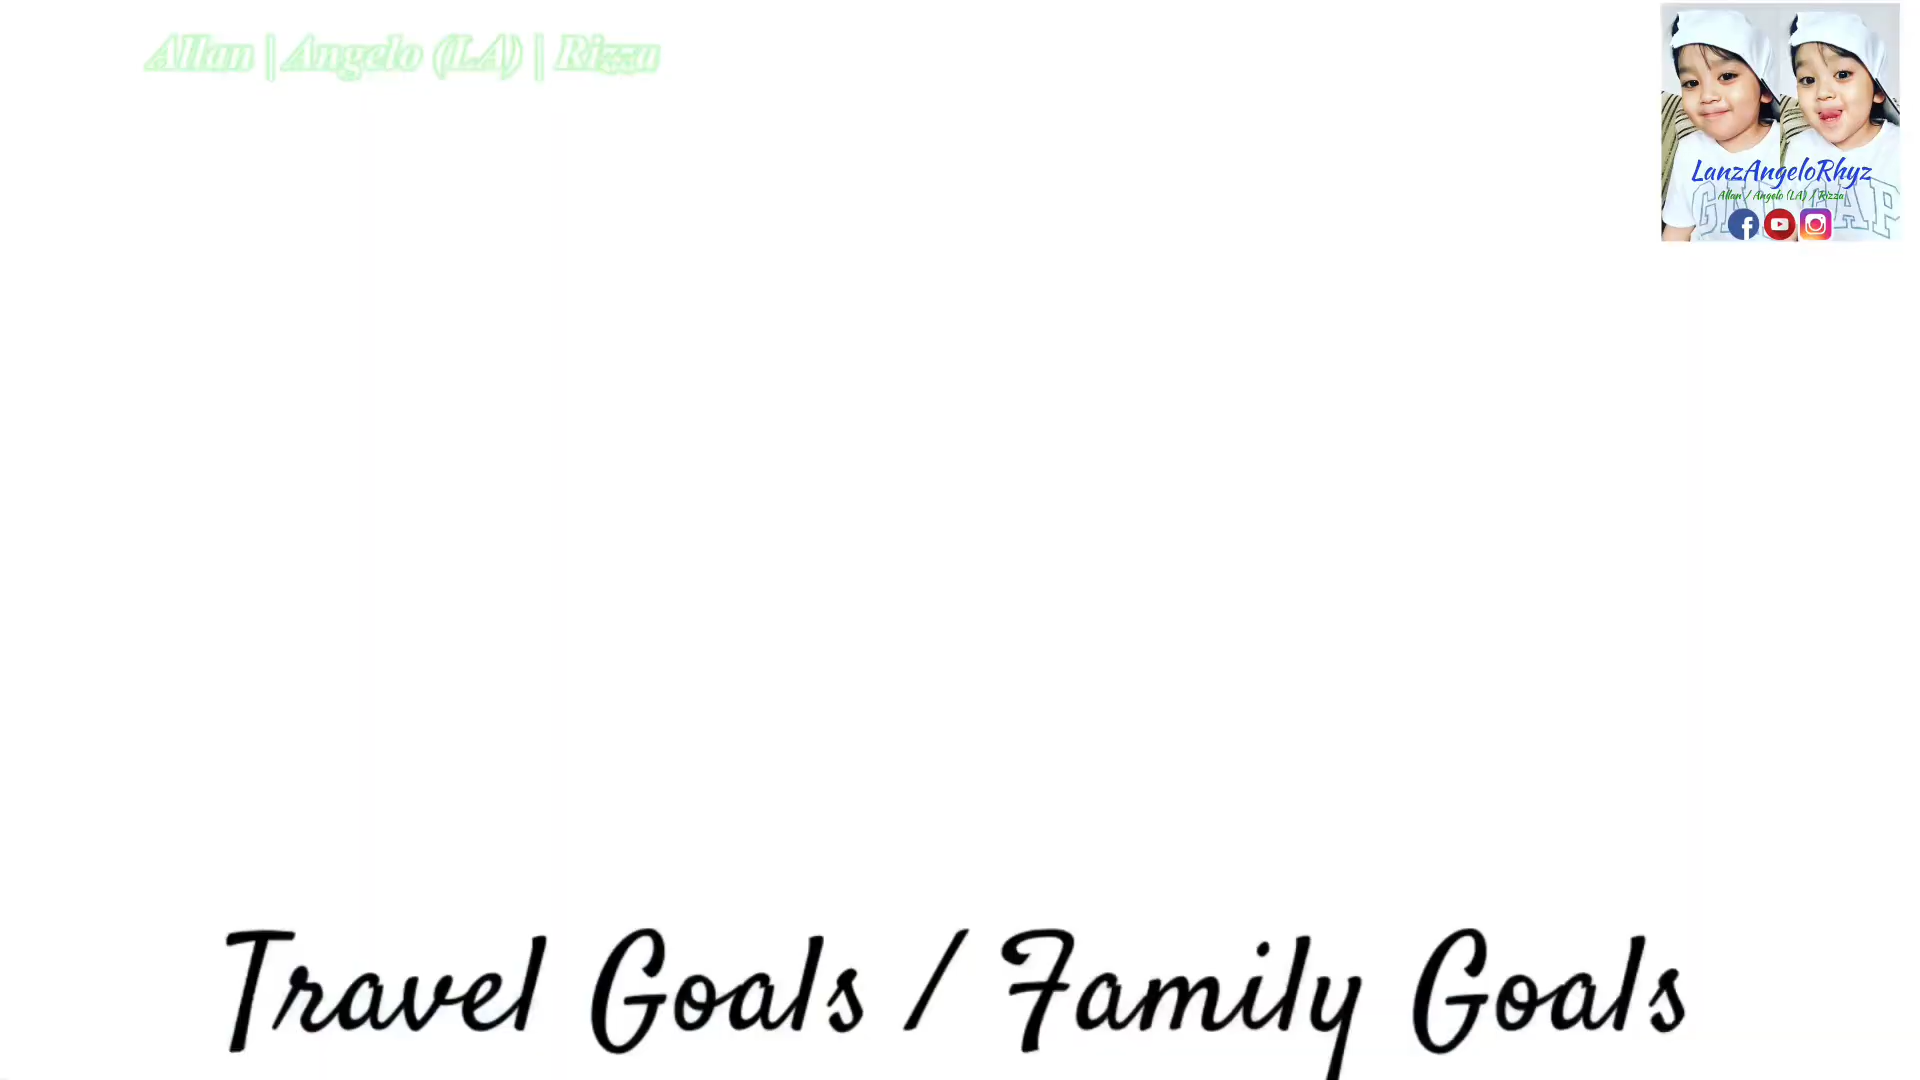 Allan | Angelo (LA) | Rizza
LanzAngeloRhyz
Allan / Angelo (LA) / Rizza
Travel Goals / Family Goals